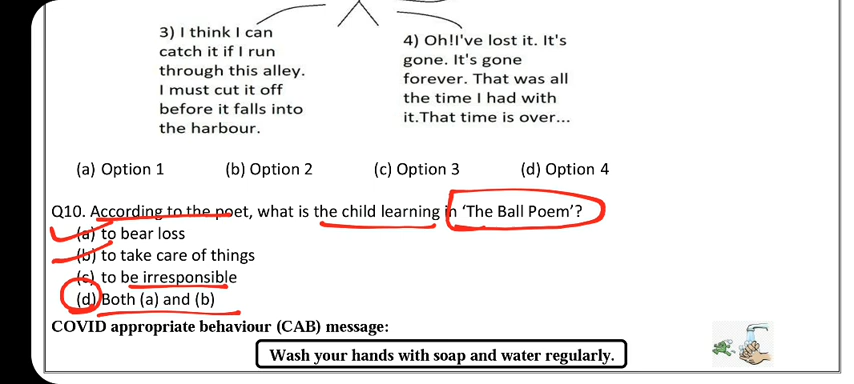 3) I think I can
catch it if I run
through this alley.
I must cut it off
before it falls into
the harbour.
4) Oh!I've lost it. It's
gone. It's gone
forever. That was all
the time I had with
it.That time is over...
(a) Option 1 (b) Option 2 (c) Option 3 (d) Option 4
Q10. According to the poet, what is the child learning in 'The Ball Poem'?
(a) to bear loss
(b) to take care of things
(c) to be irresponsible
(d) Both (a) and (b)
COVID appropriate behaviour (CAB) message:
Wash your hands with soap and water regularly.